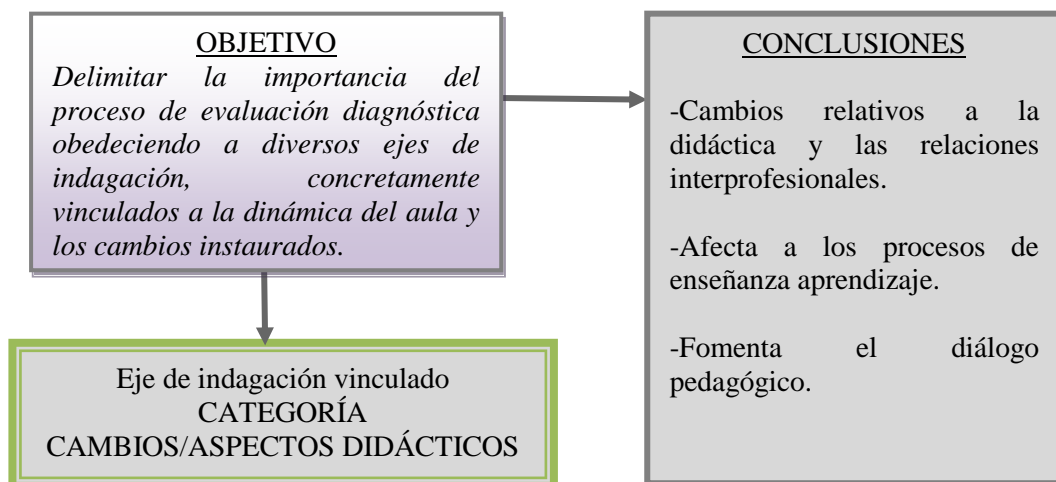 OBJETIVO
Delimitar la importancia del
proceso de evaluación diagnóstica
obedeciendo a diversos ejes de
indagación, concretamente
vinculados a la dinámica del aula y
los cambios instaurados.
Eje de indagación vinculado
CATEGORÍA
CAMBIOS/ASPECTOS DIDÁCTICOS
CONCLUSIONES
-Cambios relativos a la
didáctica y las relaciones
interprofesionales.
-Afecta a los procesos de
enseñanza aprendizaje.
-Fomenta el diálogo
pedagógico.